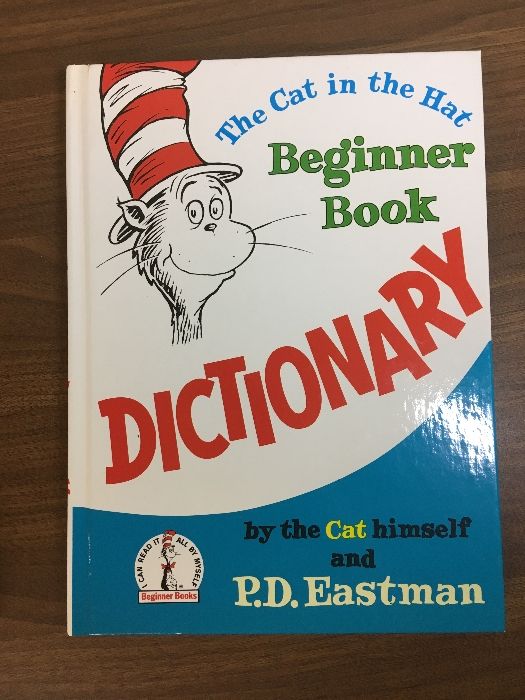 The Cat in the Hat
Beginner
Book
DICTIONARY
by the Cat himself
and
P.D. Eastman
I CAN READ IT ALL BY MYSELF
Beginner Books